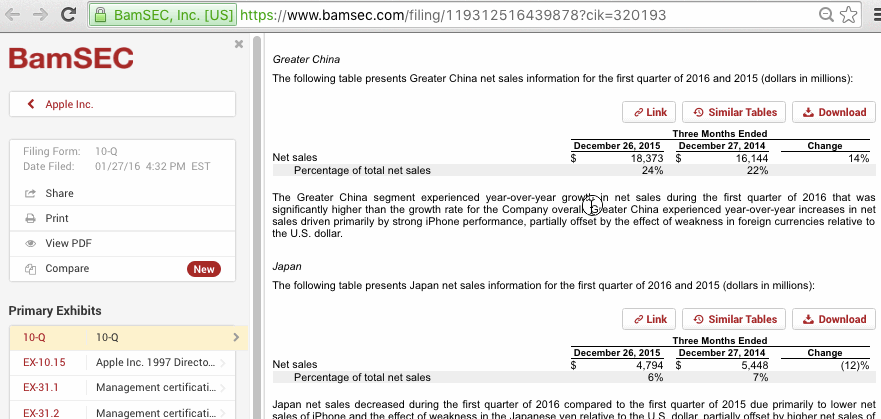 BamSEC, Inc. [US] https://www.bamsec.com/filing/119312516439878?cik=320193
BamSEC
Apple Inc.
Filing Form: 10-Q
Date Filed: 01/27/16 4:32 PM EST
Share
Print
View PDF
Compare New
Primary Exhibits
10-Q 10-Q
EX-10.15 Apple Inc. 1997 Directo...
EX-31.1 Management certificati...
EX-31.2 Management certificati...
Greater China
The following table presents Greater China net sales information for the first quarter of 2016 and 2015 (dollars in millions):
Link Similar Tables Download
Three Months Ended
December 26, 2015 December 27, 2014 Change
Net sales $ 18,373 $ 16,144 14%
Percentage of total net sales 24% 22%
The Greater China segment experienced year-over-year growth in net sales during the first quarter of 2016 that was
significantly higher than the growth rate for the Company overall. Greater China experienced year-over-year increases in net
sales driven primarily by strong iPhone performance, partially offset by the effect of weakness in foreign currencies relative to
the U.S. dollar.
Japan
The following table presents Japan net sales information for the first quarter of 2016 and 2015 (dollars in millions):
Link Similar Tables Download
Three Months Ended
December 26, 2015 December 27, 2014 Change
Net sales $ 4,794 $ 5,448 (12)%
Percentage of total net sales 6% 7%
Japan net sales decreased during the first quarter of 2016 compared to the first quarter of 2015 due primarily to lower net
sales of iPhone and the effect of weakness in the Japanese yen relative to the U.S. dollar, partially offset by higher net sales of